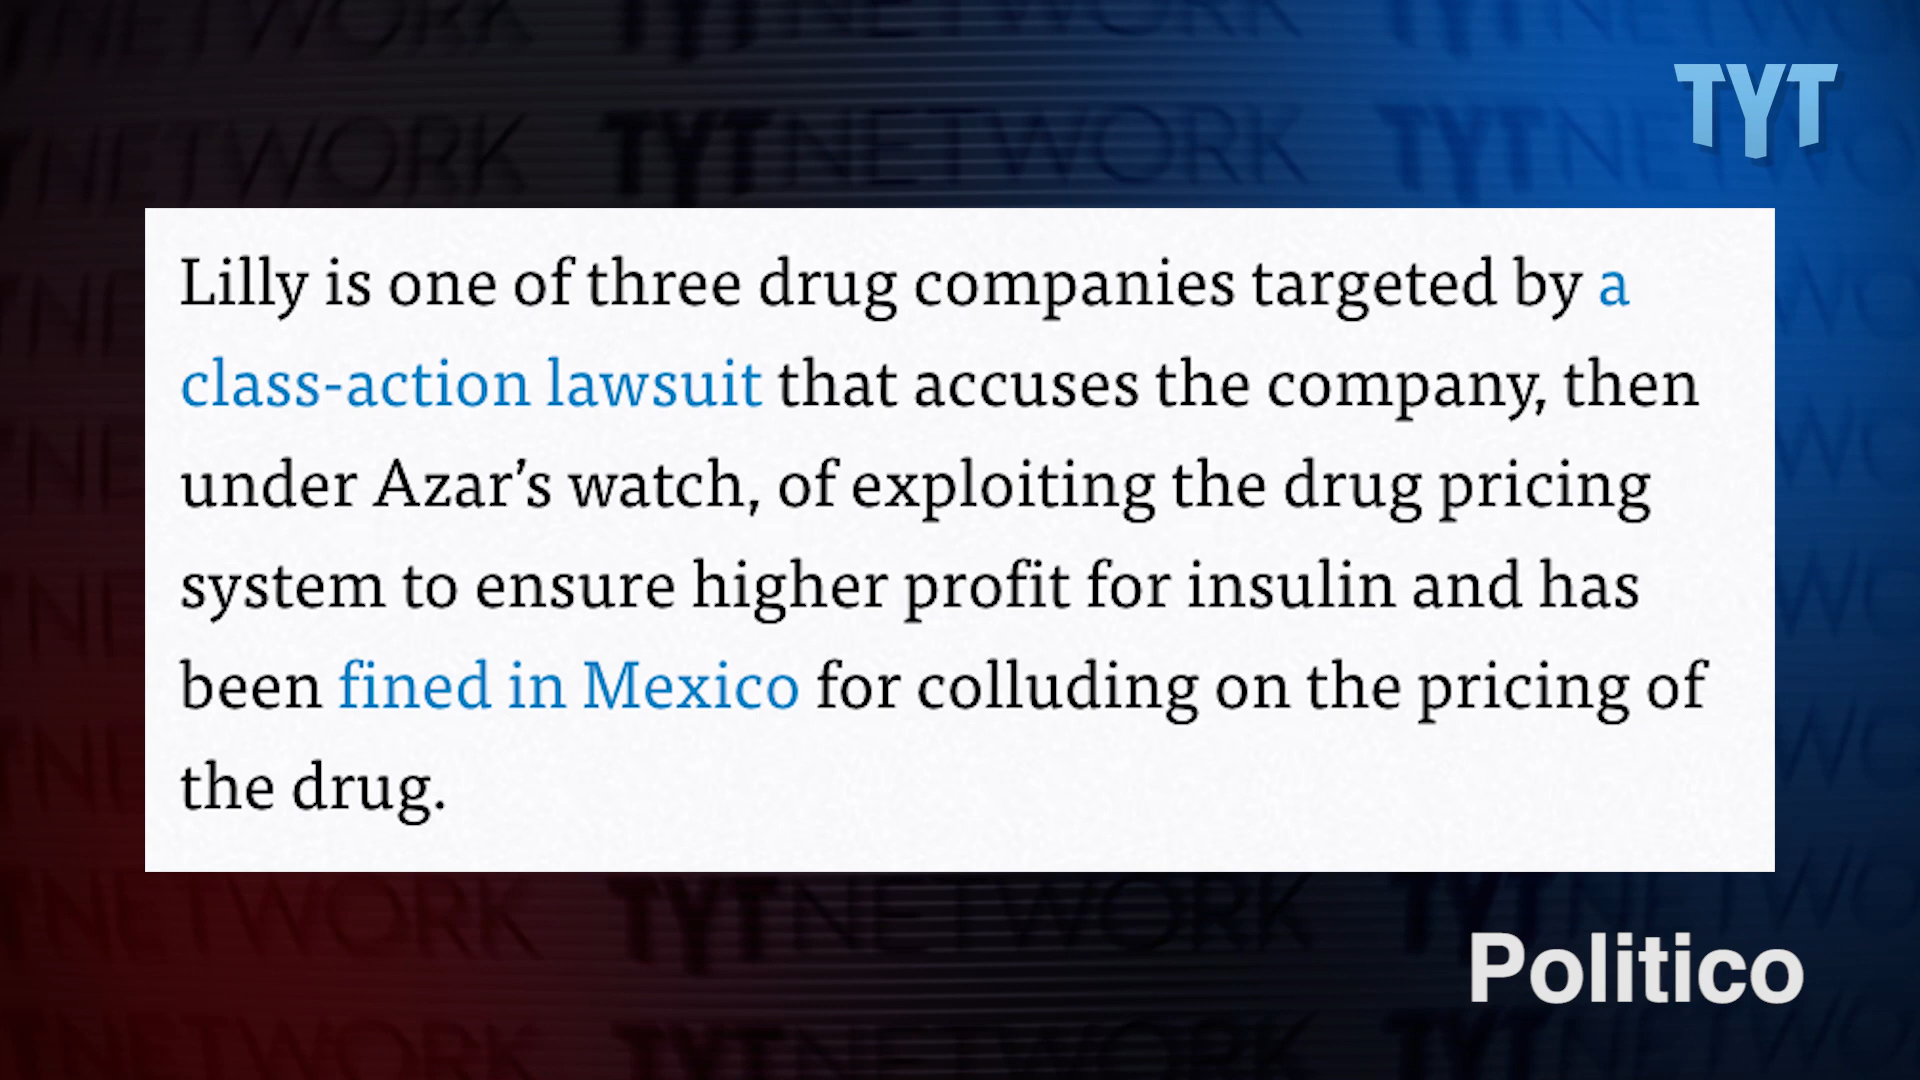 TYT
Lilly is one of three drug companies targeted by a
class-action lawsuit that accuses the company, then
under Azar’s watch, of exploiting the drug pricing
system to ensure higher profit for insulin and has
been fined in Mexico for colluding on the pricing of
the drug.
Politico
TYT NETWORK